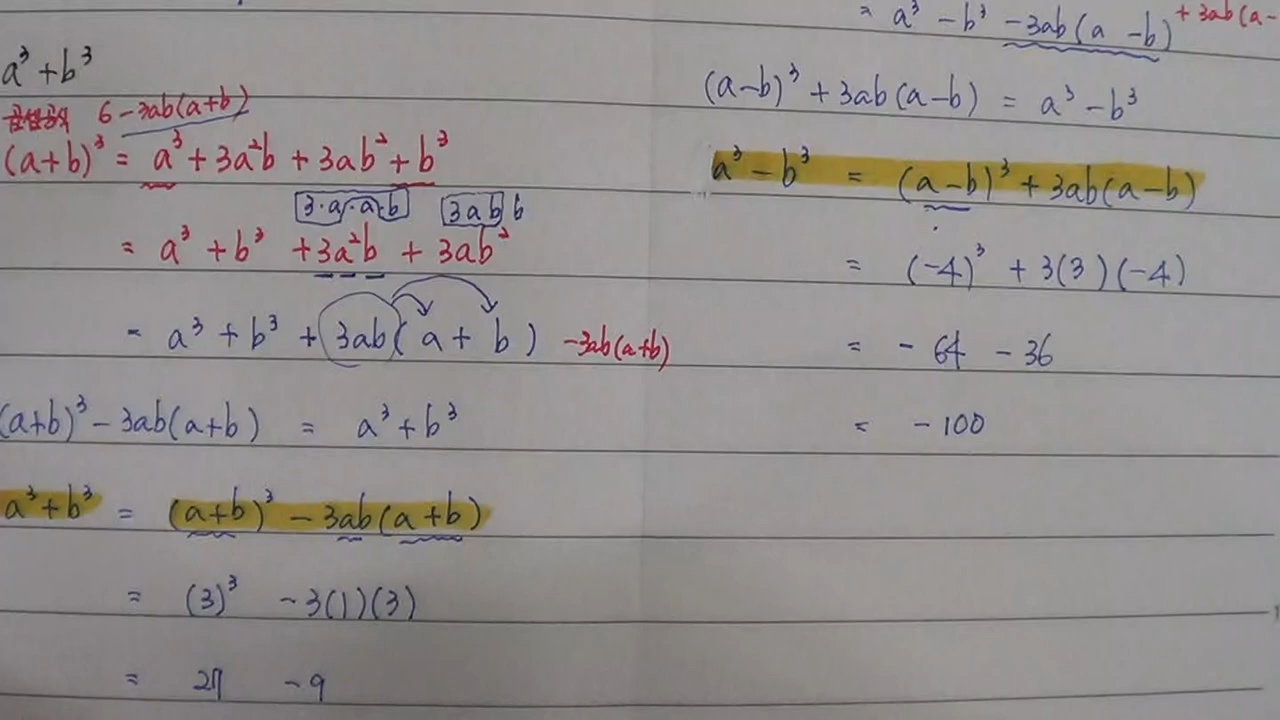 a³ + b³
6 - 3ab(a+b)
(a+b)³ = a³ + 3a²b + 3ab² + b³
3·a·a·b 3ab b
= a³ + b³ + 3a²b + 3ab²
= a³ + b³ + 3ab(a + b) -3ab(a+b)
(a+b)³ - 3ab(a+b) = a³ + b³
a³ + b³ = (a+b)³ - 3ab(a+b)
= (3)³ - 3(1)(3)
= 27 - 9
= a³ - b³ - 3ab(a - b) + 3ab(a-
(a-b)³ + 3ab(a-b) = a³ - b³
a³ - b³ = (a-b)³ + 3ab(a-b)
= (-4)³ + 3(3)(-4)
= - 64 - 36
= - 100